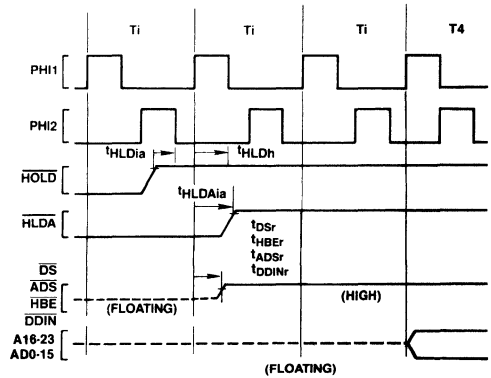 Ti Ti Ti T4
PHI1
PHI2
tHLDia tHLDh
HOLD
tHLDAia
HLDA
tDSr
tHBEr
tADSr
tDDINr
DS
ADS
HBE
(FLOATING) (HIGH)
DDIN
A16-23
AD0-15
(FLOATING)